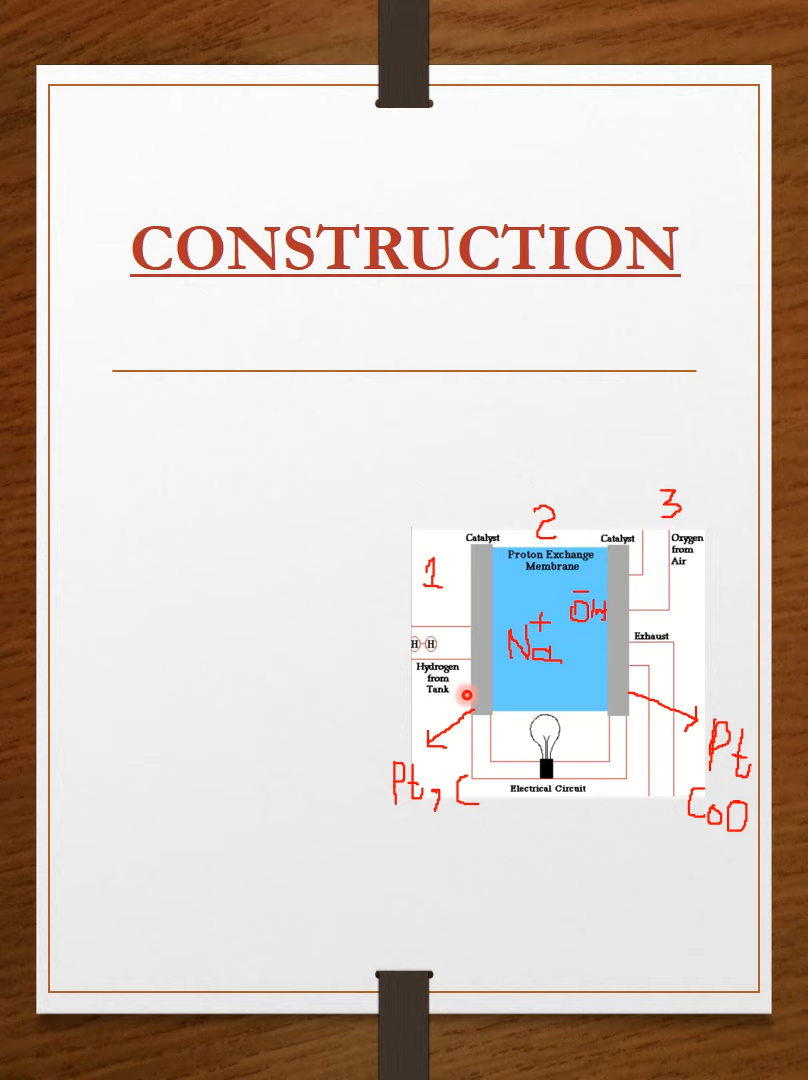 CONSTRUCTION
2
3
Catalyst
Catalyst
Oxygen
from
Air
Proton Exchange
Membrane
1
Na+
OH-
H-H
Exhaust
Hydrogen
from
Tank
Pt, C
Pt
CoO
Electrical Circuit